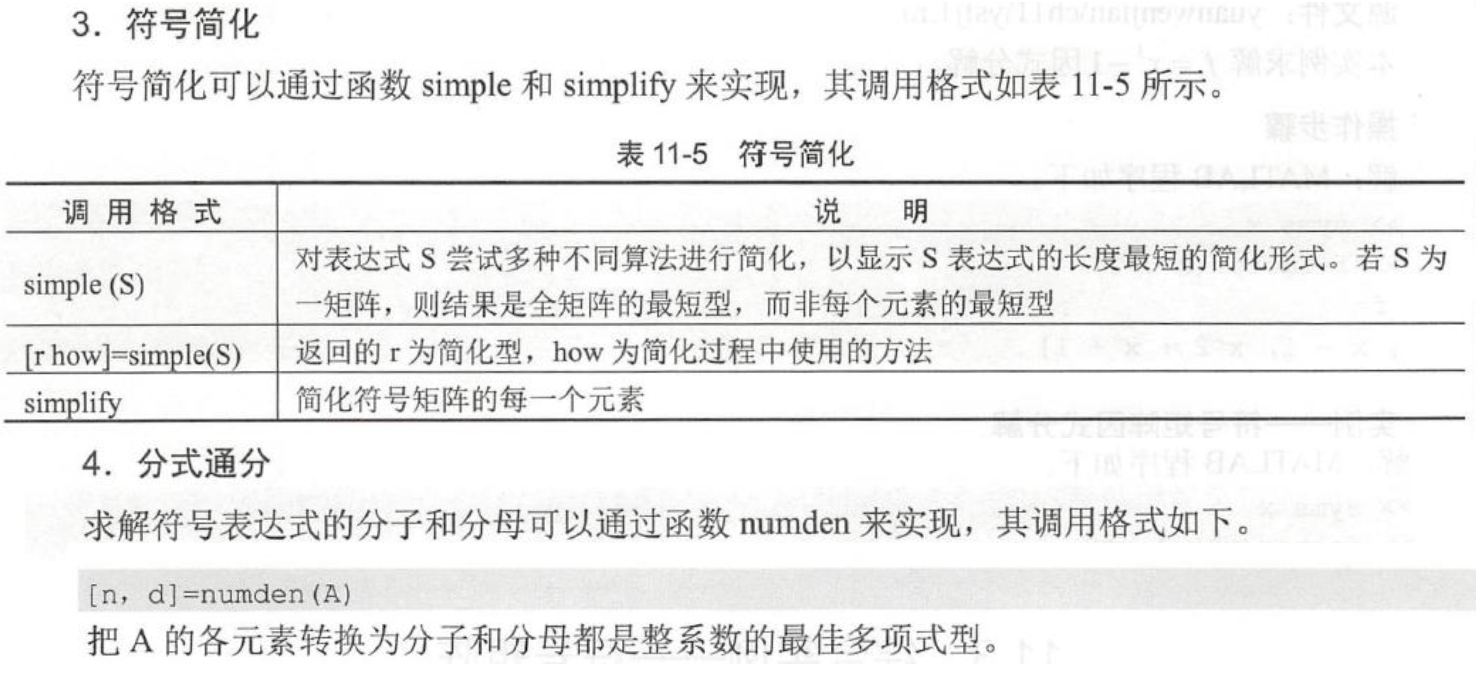 3．符号简化
符号简化可以通过函数 simple 和 simplify 来实现，其调用格式如表 11-5 所示。
表 11-5　符号简化
调 用 格 式
说　　明
simple (S)
对表达式 S 尝试多种不同算法进行简化，以显示 S 表达式的长度最短的简化形式。若 S 为
一矩阵，则结果是全矩阵的最短型，而非每个元素的最短型
[r how]=simple(S)
返回的 r 为简化型，how 为简化过程中使用的方法
simplify
简化符号矩阵的每一个元素
4．分式通分
求解符号表达式的分子和分母可以通过函数 numden 来实现，其调用格式如下。
[n, d]=numden(A)
把 A 的各元素转换为分子和分母都是整系数的最佳多项式型。